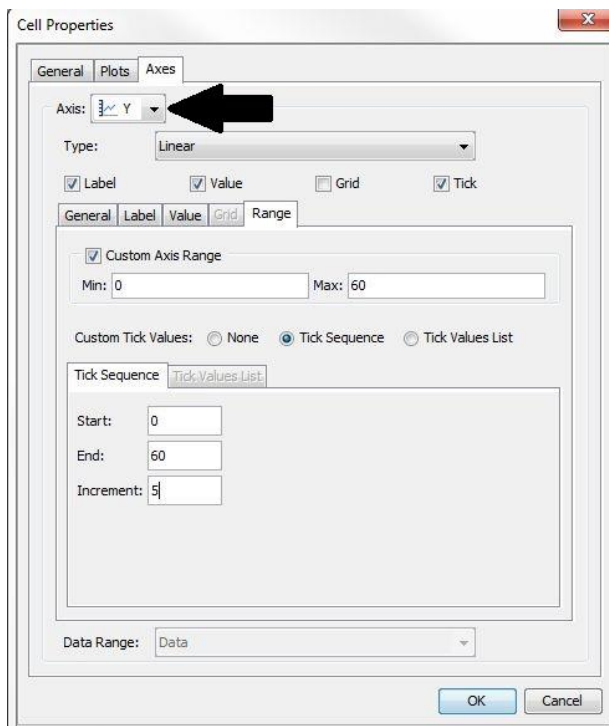 Cell Properties
General Plots Axes
Axis: Y
Type: Linear
Label Value Grid Tick
General Label Value Grid Range
Custom Axis Range
Min: 0 Max: 60
Custom Tick Values: None Tick Sequence Tick Values List
Tick Sequence Tick Values List
Start: 0
End: 60
Increment: 5
Data Range: Data
OK Cancel